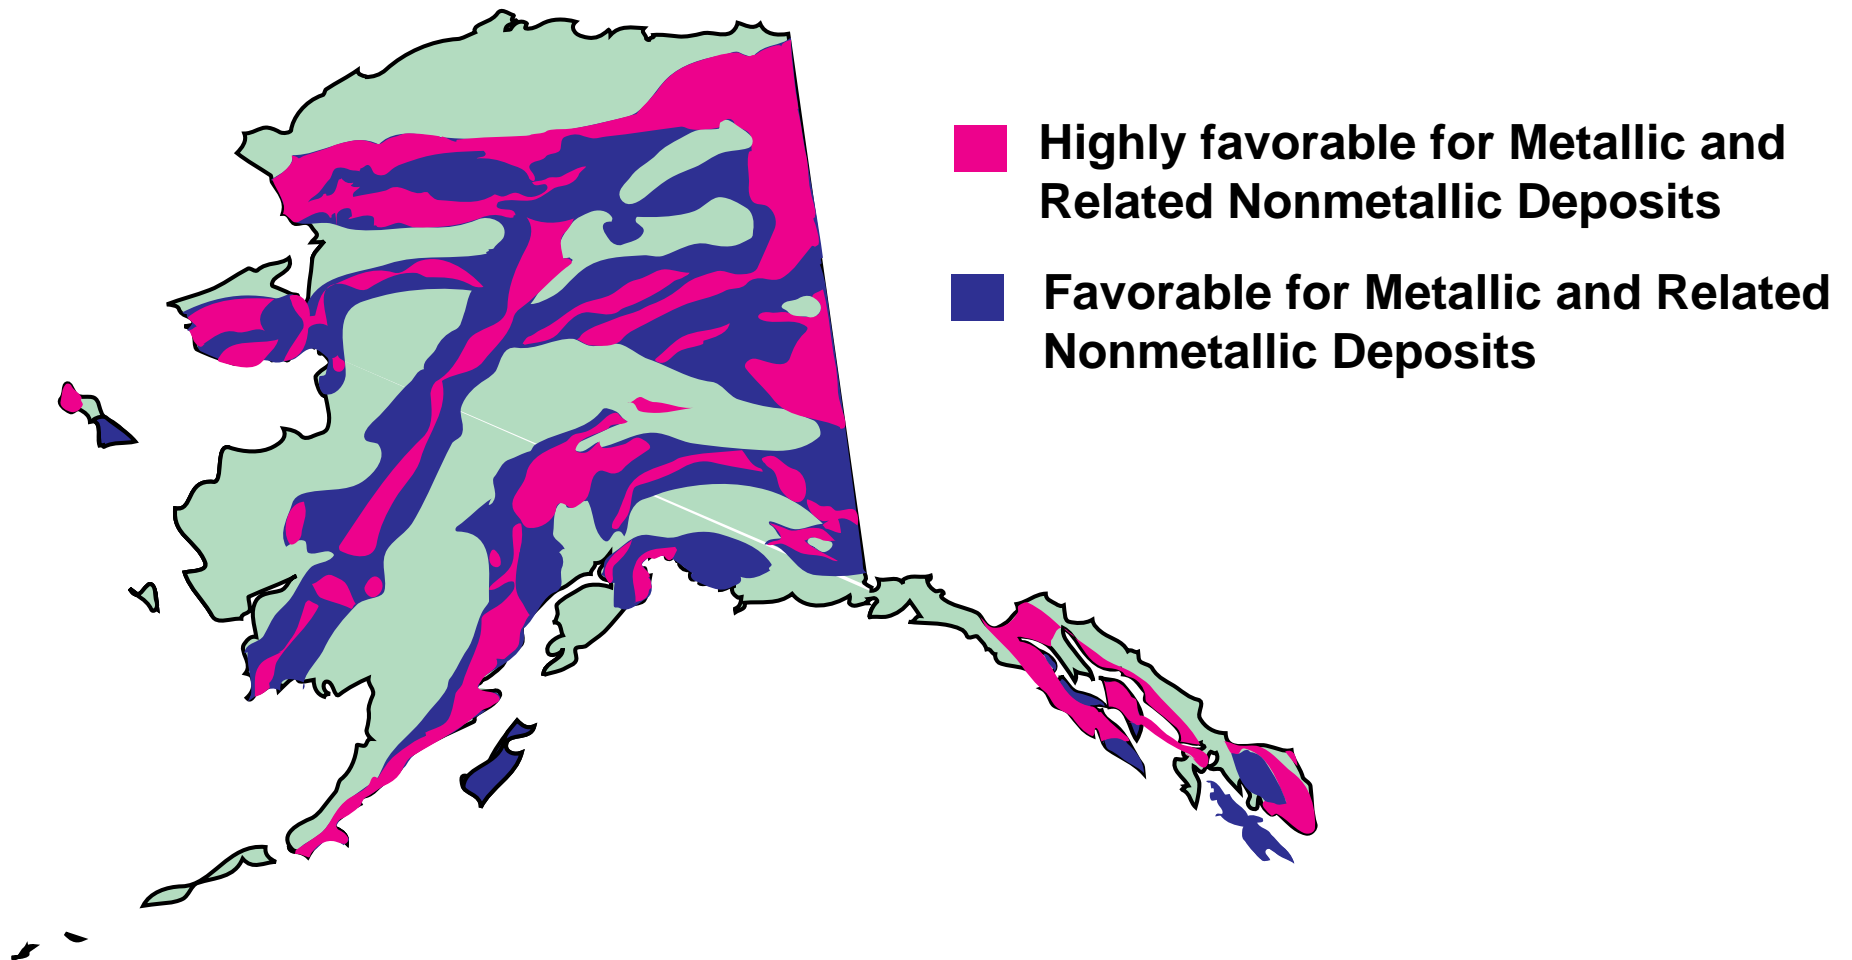 Highly favorable for Metallic and
Related Nonmetallic Deposits
Favorable for Metallic and Related
Nonmetallic Deposits